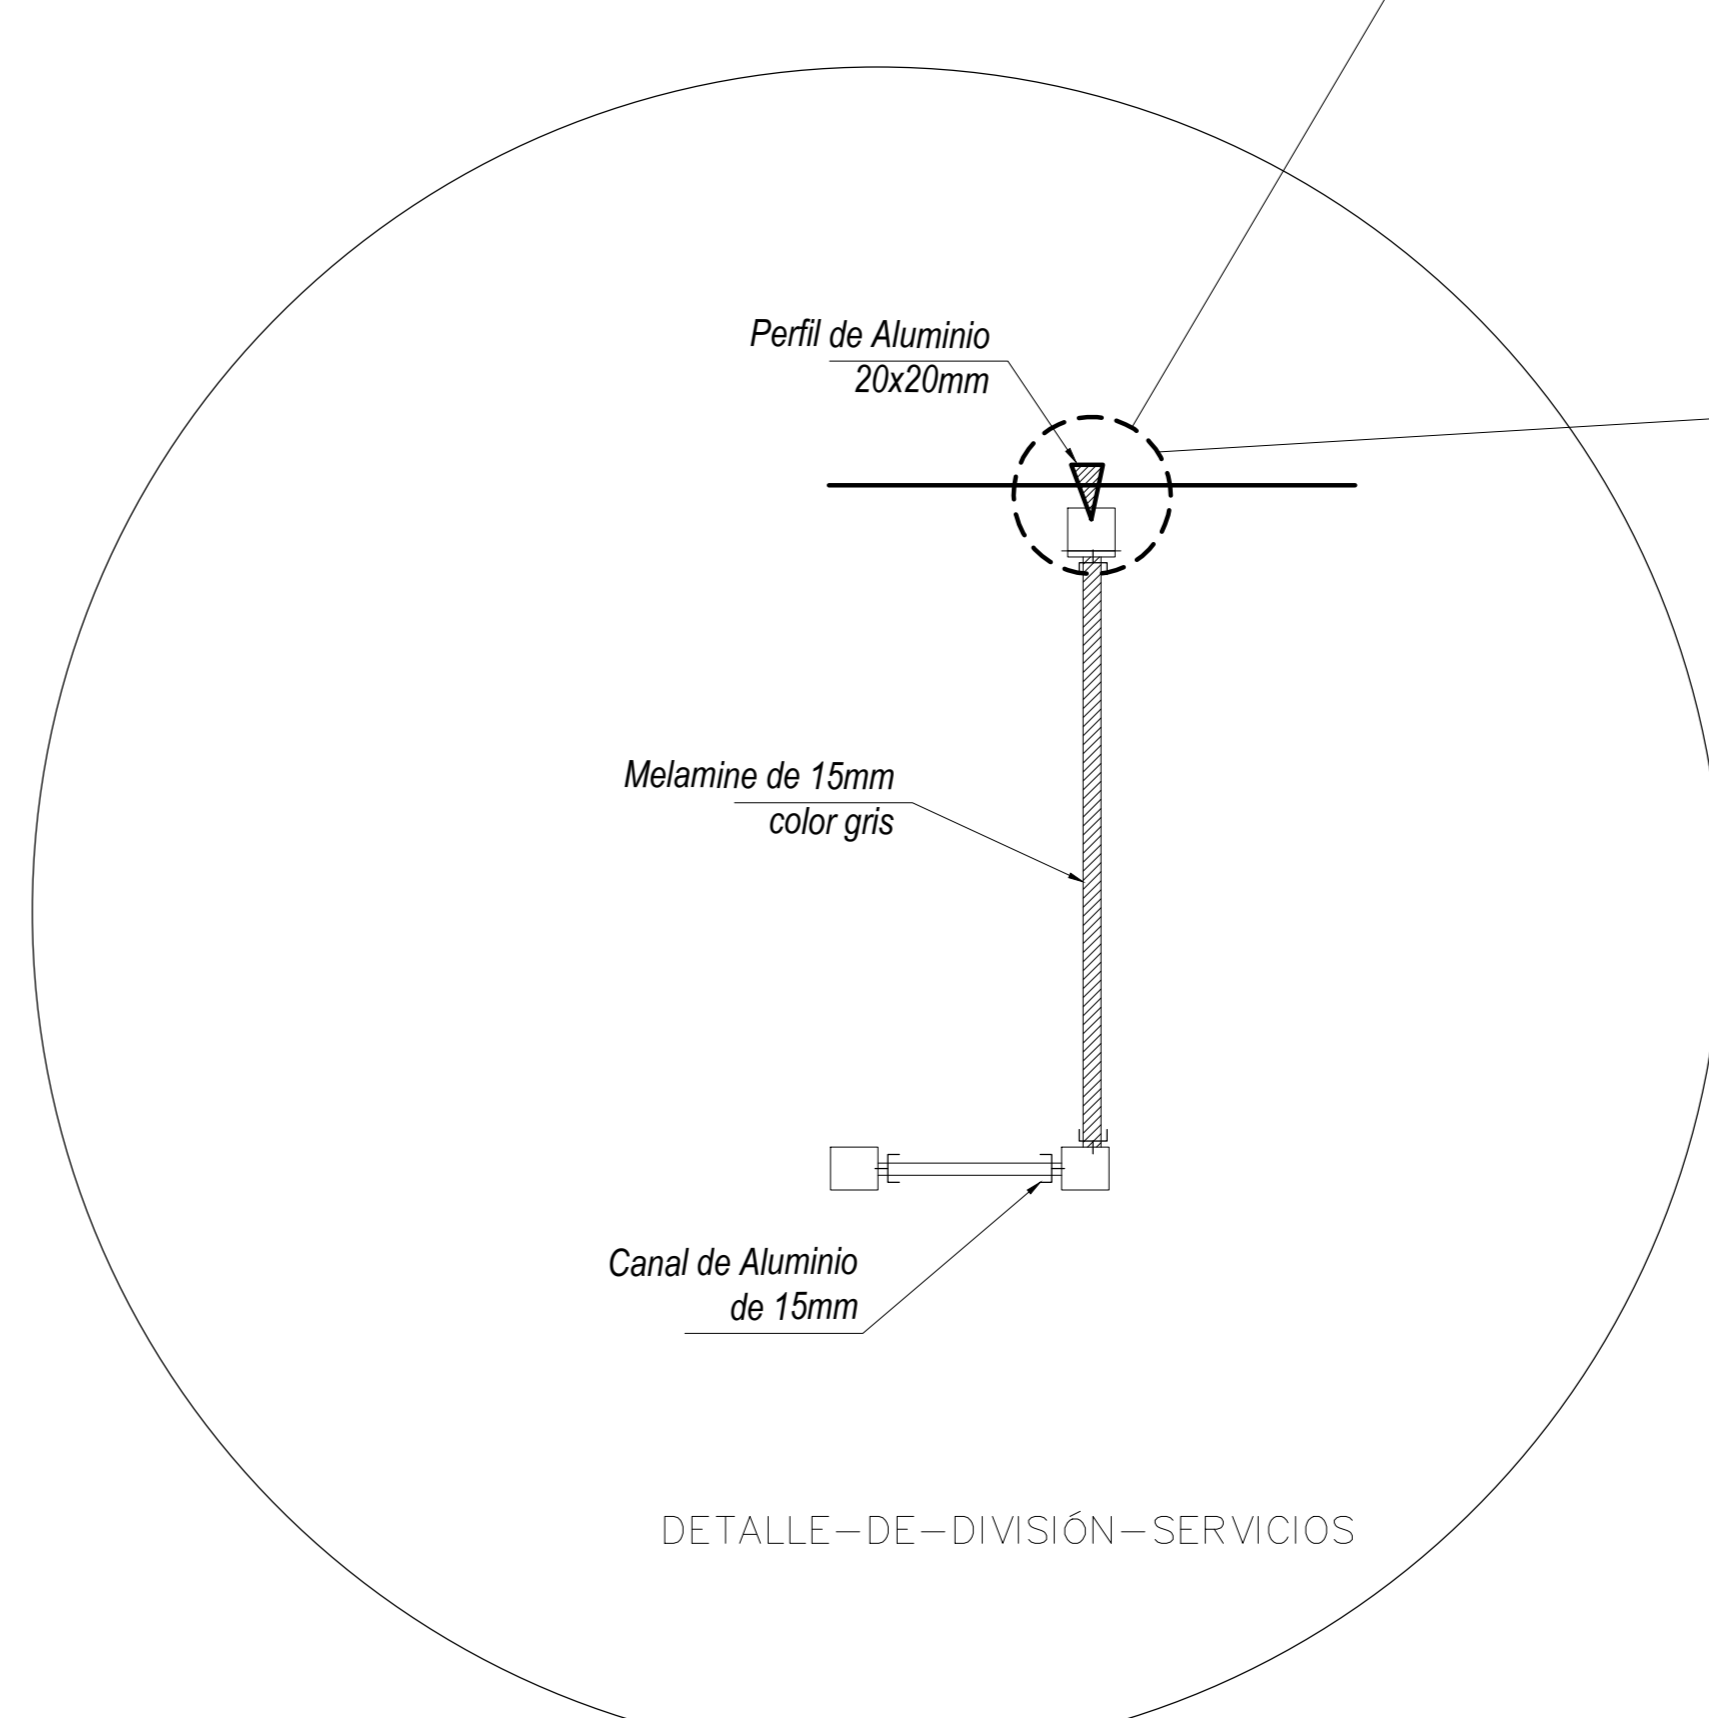 Perfil de Aluminio
20x20mm
Melamine de 15mm
color gris
Canal de Aluminio
de 15mm
DETALLE-DE-DIVISIÓN-SERVICIOS